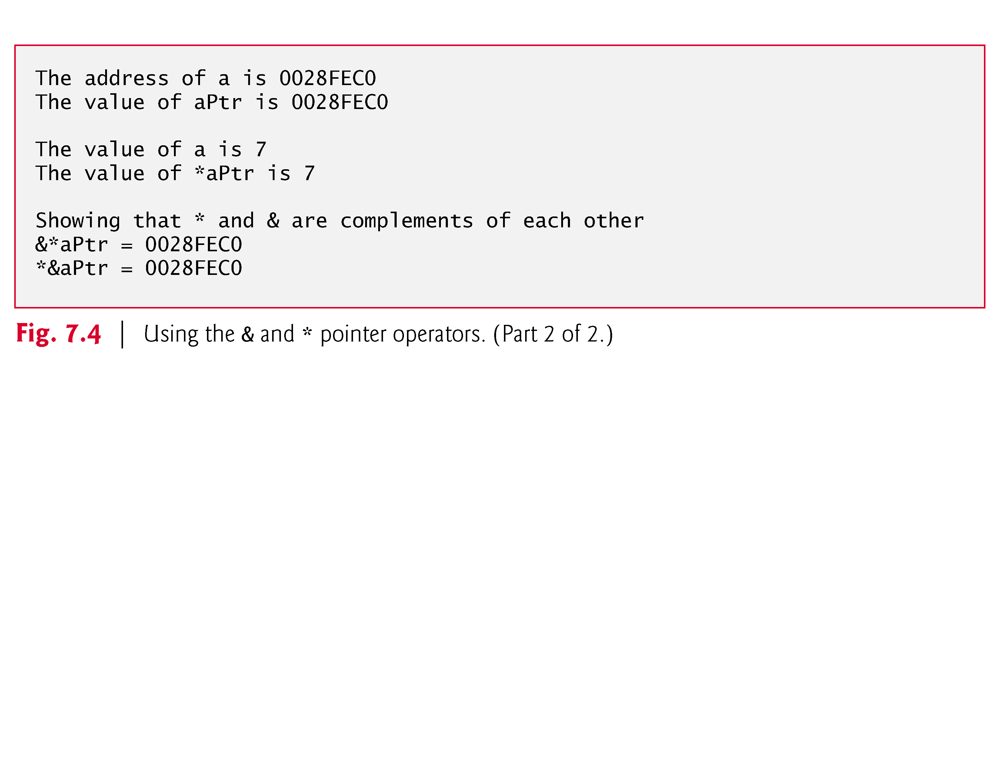 The address of a is 0028FEC0
The value of aPtr is 0028FEC0
The value of a is 7
The value of *aPtr is 7
Showing that * and & are complements of each other
&*aPtr = 0028FEC0
*&aPtr = 0028FEC0
Fig. 7.4 | Using the & and * pointer operators. (Part 2 of 2.)